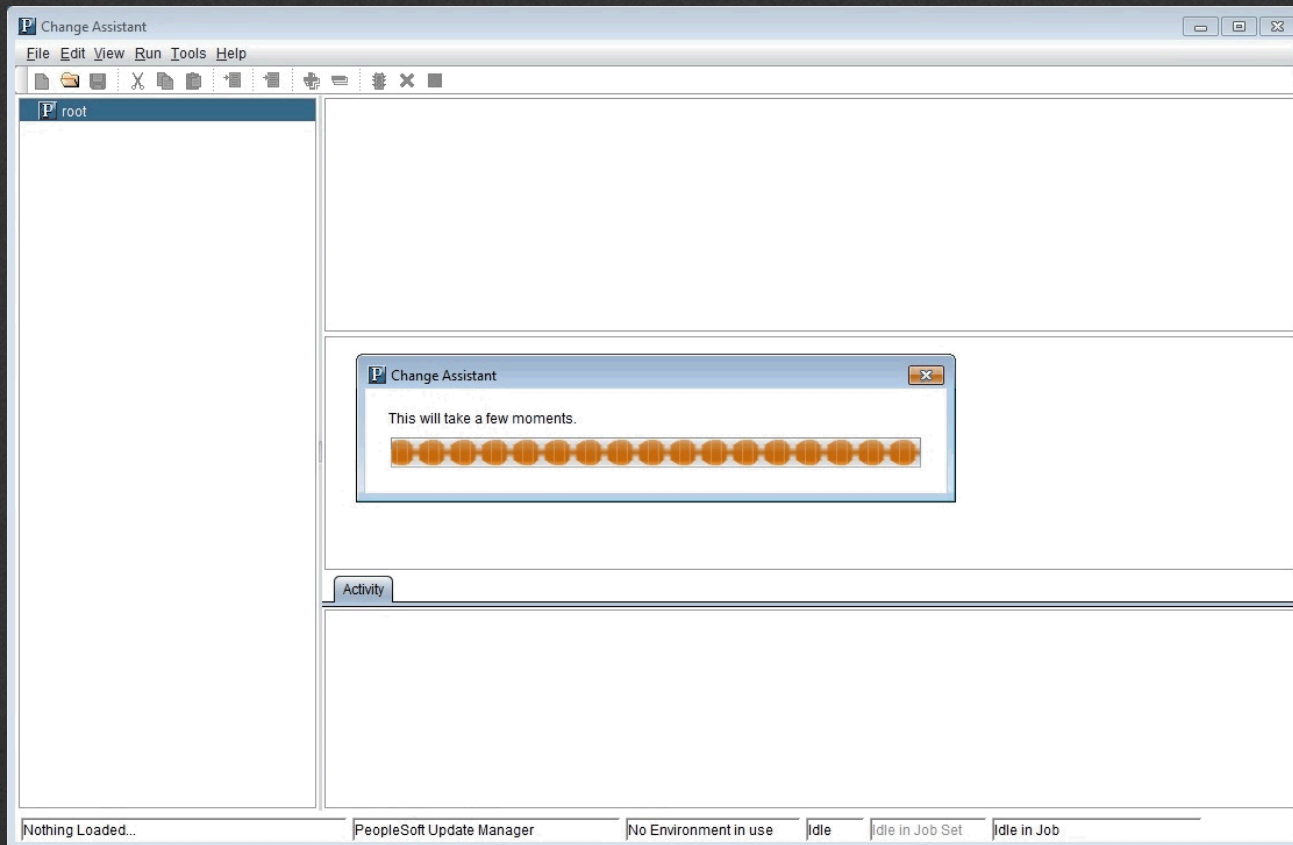 Change Assistant
File Edit View Run Tools Help
P root
Change Assistant
This will take a few moments.
Activity
Nothing Loaded... PeopleSoft Update Manager No Environment in use Idle Idle in Job Set Idle in Job